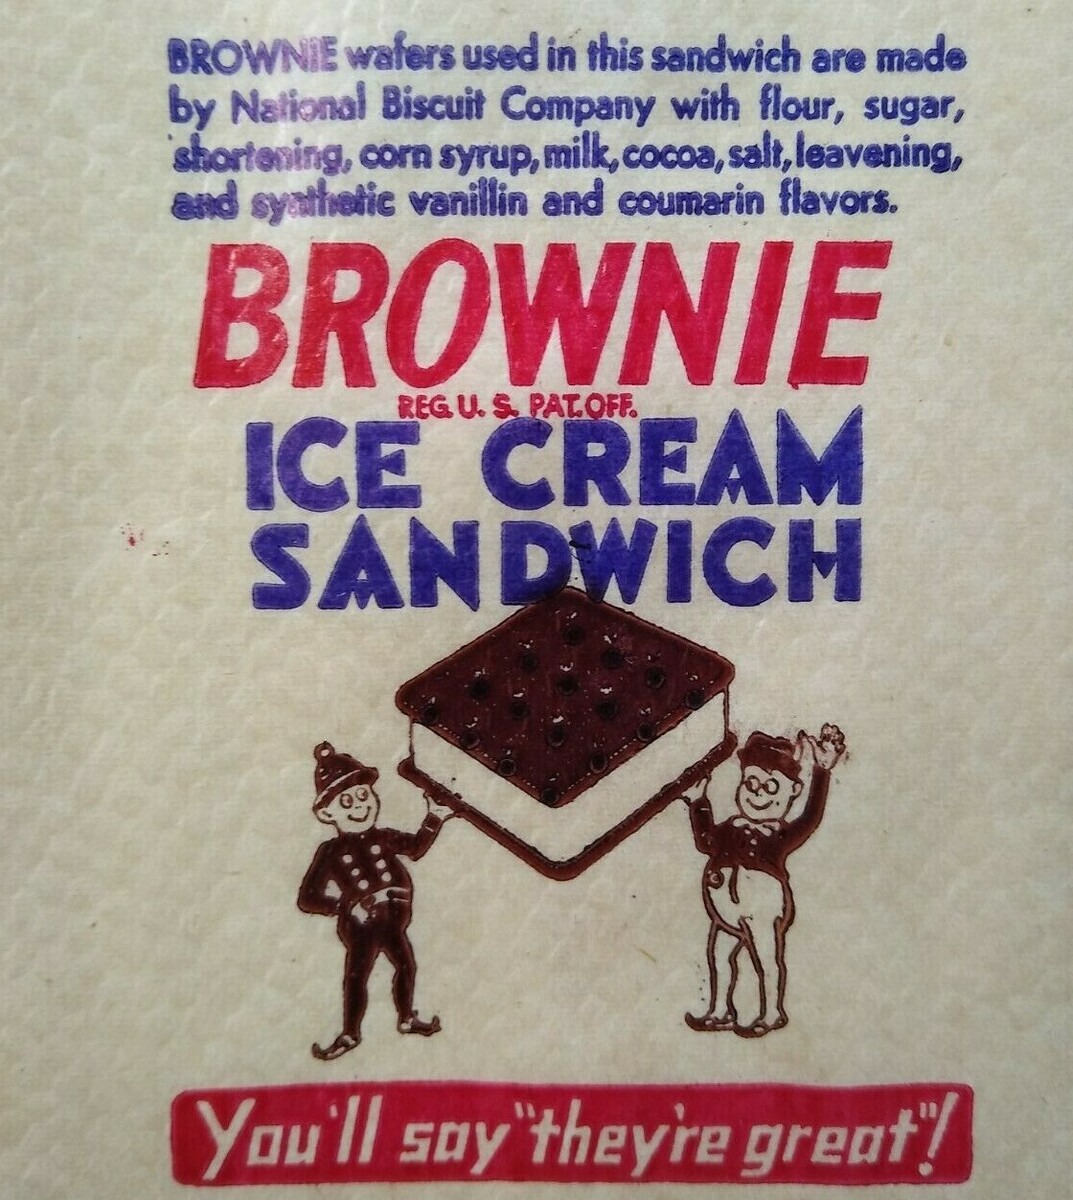 BROWNIE wafers used in this sandwich are made
by National Biscuit Company with flour, sugar,
shortening, corn syrup, milk, cocoa, salt, leavening,
and synthetic vanillin and coumarin flavors.
BROWNIE
REG. U. S. PAT. OFF.
ICE CREAM
SANDWICH
You'll say "they're great"!